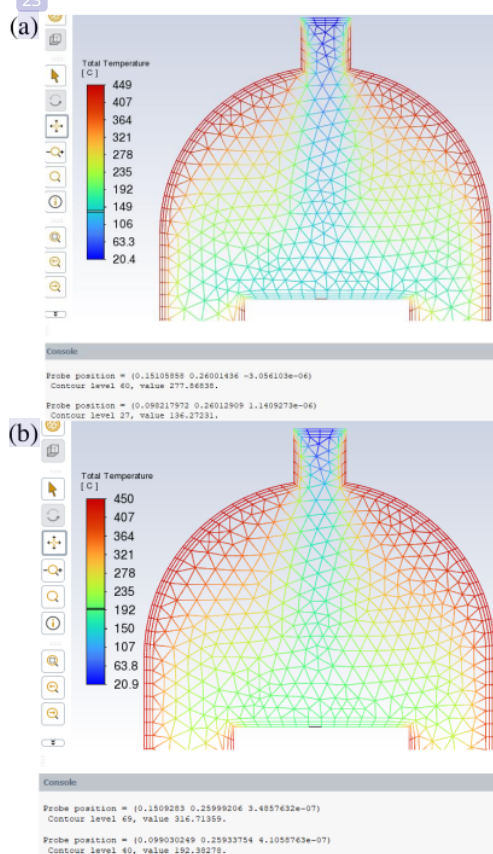 23
(a)
Total Temperature
[ C ]
449
407
364
321
278
235
192
149
106
63.3
20.4
Console
Probe position = (0.15105858 0.26001436 -3.056103e-06)
Contour level 60, value 277.86838.
Probe position = (0.098217972 0.26012909 1.1409273e-06)
Contour level 27, value 136.27231.
(b)
Total Temperature
[ C ]
450
407
364
321
278
235
192
150
107
63.8
20.9
Console
Probe position = (0.1509283 0.25999206 3.4857632e-07)
Contour level 69, value 316.71359.
Probe position = (0.099030249 0.25933754 4.1058763e-07)
Contour level 40, value 192.38278.